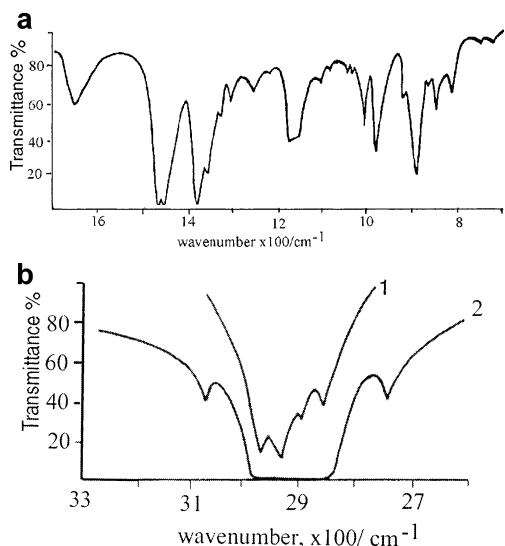 a
Transmittance %
80
60
40
20
16 14 12 10 8
wavenumber x100/cm-1
b
Transmittance %
80
60
40
20
1
2
33 31 29 27
wavenumber, x100/ cm -1